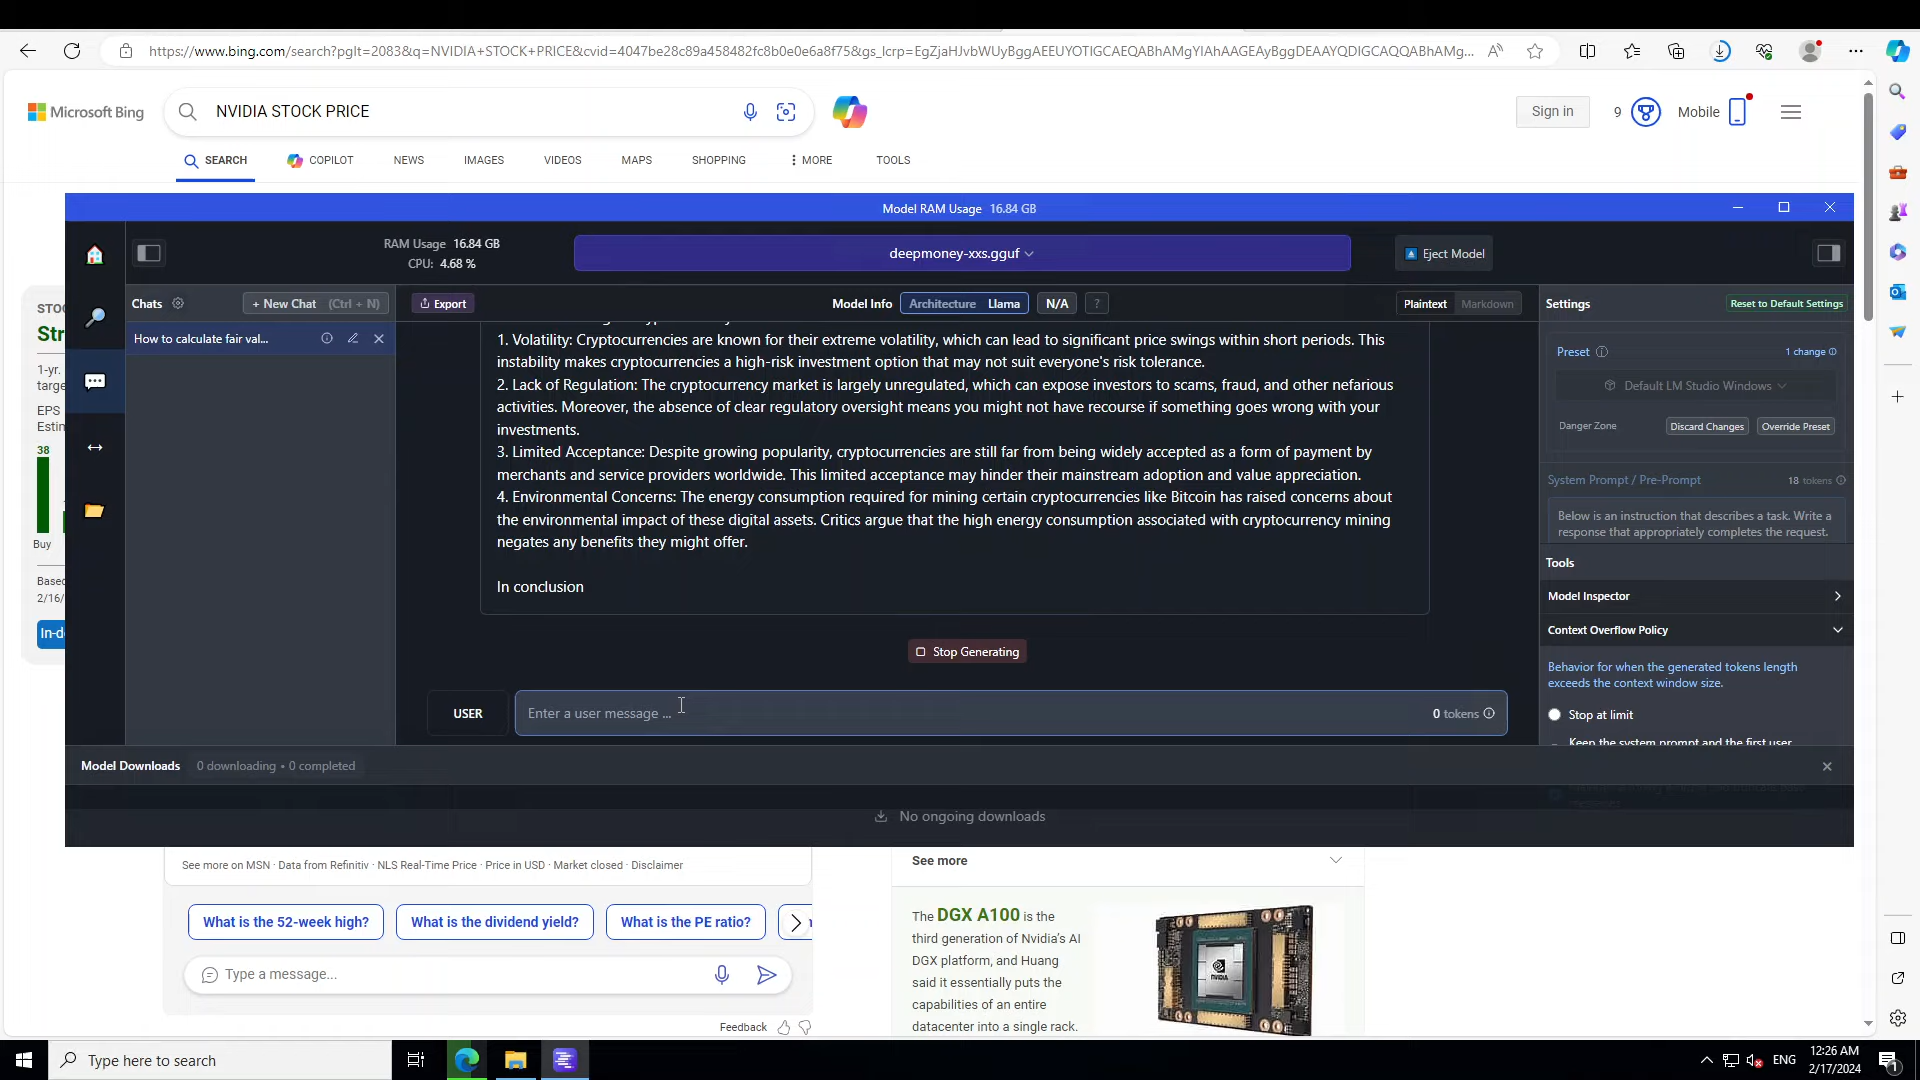 https://www.bing.com/search?pglt=2083&q=NVIDIA+STOCK+PRICE&cvid=4047be28c89a458482fc8b0e0e6a8f75&gs_lcrp=EgZjaHJvbWUyBggAEEUYOTIGCAEQABhAMgYIAhAAGEAyBggDEAAYQDIGCAQQABhAMg...
Microsoft Bing
NVIDIA STOCK PRICE
Sign in
9
Mobile
SEARCH
COPILOT
NEWS
IMAGES
VIDEOS
MAPS
SHOPPING
MORE
TOOLS
Model RAM Usage 16.84 GB
RAM Usage 16.84 GB
CPU: 4.68 %
deepmoney-xxs.gguf
Eject Model
Chats
+ New Chat (Ctrl + N)
Export
Model Info
Architecture Llama
N/A
?
Plaintext Markdown
Settings
Reset to Default Settings
How to calculate fair val...
1. Volatility: Cryptocurrencies are known for their extreme volatility, which can lead to significant price swings within short periods. This
instability makes cryptocurrencies a high-risk investment option that may not suit everyone's risk tolerance.
2. Lack of Regulation: The cryptocurrency market is largely unregulated, which can expose investors to scams, fraud, and other nefarious
activities. Moreover, the absence of clear regulatory oversight means you might not have recourse if something goes wrong with your
investments.
3. Limited Acceptance: Despite growing popularity, cryptocurrencies are still far from being widely accepted as a form of payment by
merchants and service providers worldwide. This limited acceptance may hinder their mainstream adoption and value appreciation.
4. Environmental Concerns: The energy consumption required for mining certain cryptocurrencies like Bitcoin has raised concerns about
the environmental impact of these digital assets. Critics argue that the high energy consumption associated with cryptocurrency mining
negates any benefits they might offer.
In conclusion
Stop Generating
USER
Enter a user message ...
0 tokens
Preset
1 change
Default LM Studio Windows
Danger Zone
Discard Changes
Override Preset
System Prompt / Pre-Prompt
18 tokens
Below is an instruction that describes a task. Write a
response that appropriately completes the request.
Tools
Model Inspector
Context Overflow Policy
Behavior for when the generated tokens length
exceeds the context window size.
Stop at limit
Keep the system prompt and the first user
Model Downloads
0 downloading • 0 completed
No ongoing downloads
STOC
Str
1-yr.
targe
EPS
Estin
38
Buy
Based
2/16/
In-d
See more on MSN · Data from Refinitiv · NLS Real-Time Price · Price in USD · Market closed · Disclaimer
What is the 52-week high?
What is the dividend yield?
What is the PE ratio?
Type a message...
Feedback
See more
The DGX A100 is the
third generation of Nvidia's AI
DGX platform, and Huang
said it essentially puts the
capabilities of an entire
datacenter into a single rack.
Type here to search
ENG
12:26 AM
2/17/2024
1